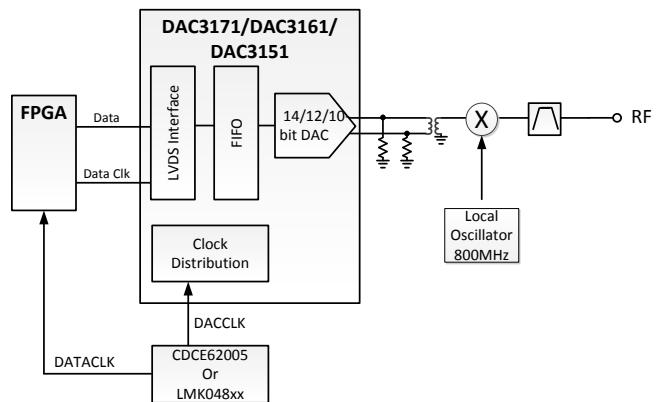 DAC3171/DAC3161/
DAC3151
FPGA
Data
Data Clk
LVDS Interface
FIFO
14/12/10
bit DAC
X
RF
Local
Oscillator
800MHz
Clock
Distribution
DACCLK
DATACLK
CDCE62005
Or
LMK048xx